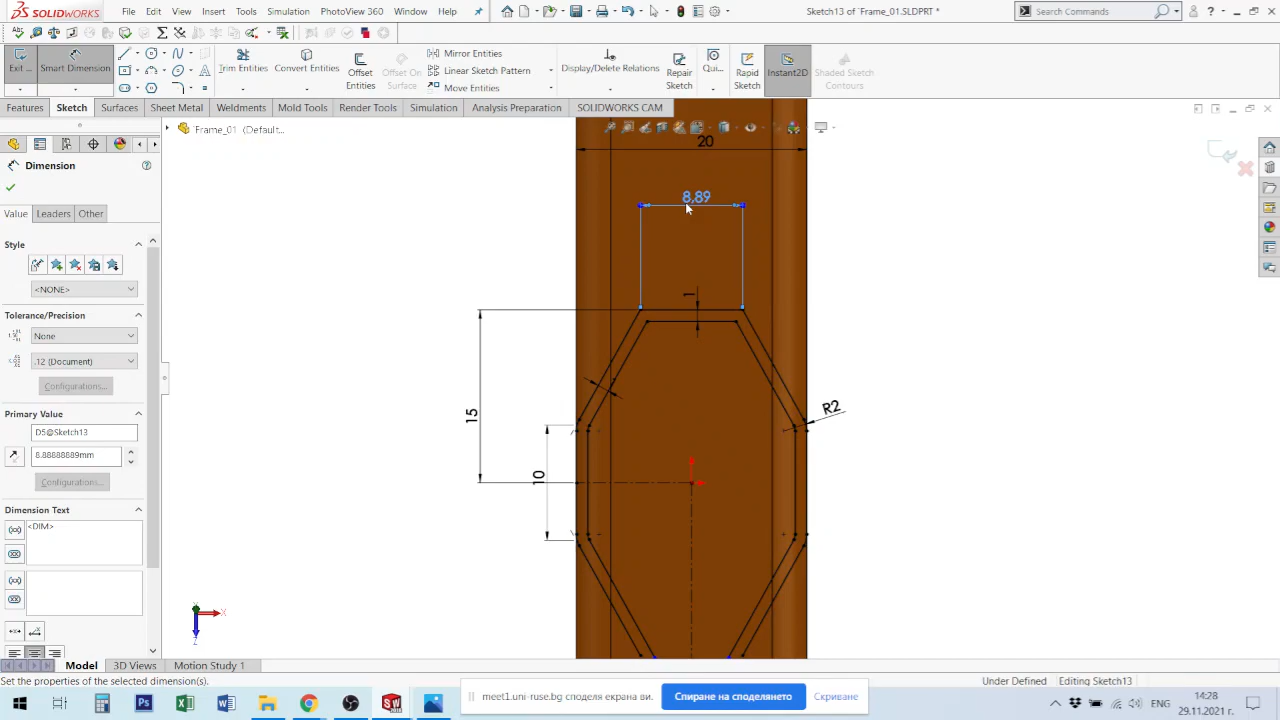 SOLIDWORKS
File Edit View Insert Tools Simulation PhotoView 360 Window Help
Sketch13 of `Frame_01.SLDPRT *
Search Commands
Exit ...
Smart Dimension
Trim Entities
Convert Entities
Offset Entities
Offset On Surface
Mirror Entities
Linear Sketch Pattern
Move Entities
Display/Delete Relations
Repair Sketch
Qui...
Rapid Sketch
Instant2D
Shaded Sketch Contours
Features Sketch Surfaces Sheet Metal Weldments Mold Tools Render Tools Simulation Analysis Preparation SOLIDWORKS CAM
`Frame_01 (Default...
Dimension
Value Leaders Other
Style
<NONE>
Tolerance/Precision
None
.12 (Document)
Configurations...
Primary Value
D5@Sketch13
8.88888889mm
Configurations...
Dimension Text
<DIM>
20
8,89
1
15
R2
10
Model 3D Views Motion Study 1
Set the properties of the selected dimension(s).
Under Defined Editing Sketch13
meet1.uni-ruse.bg споделя екрана ви.
Спиране на споделянето
Скриване
14:28
29.11.2021 г.